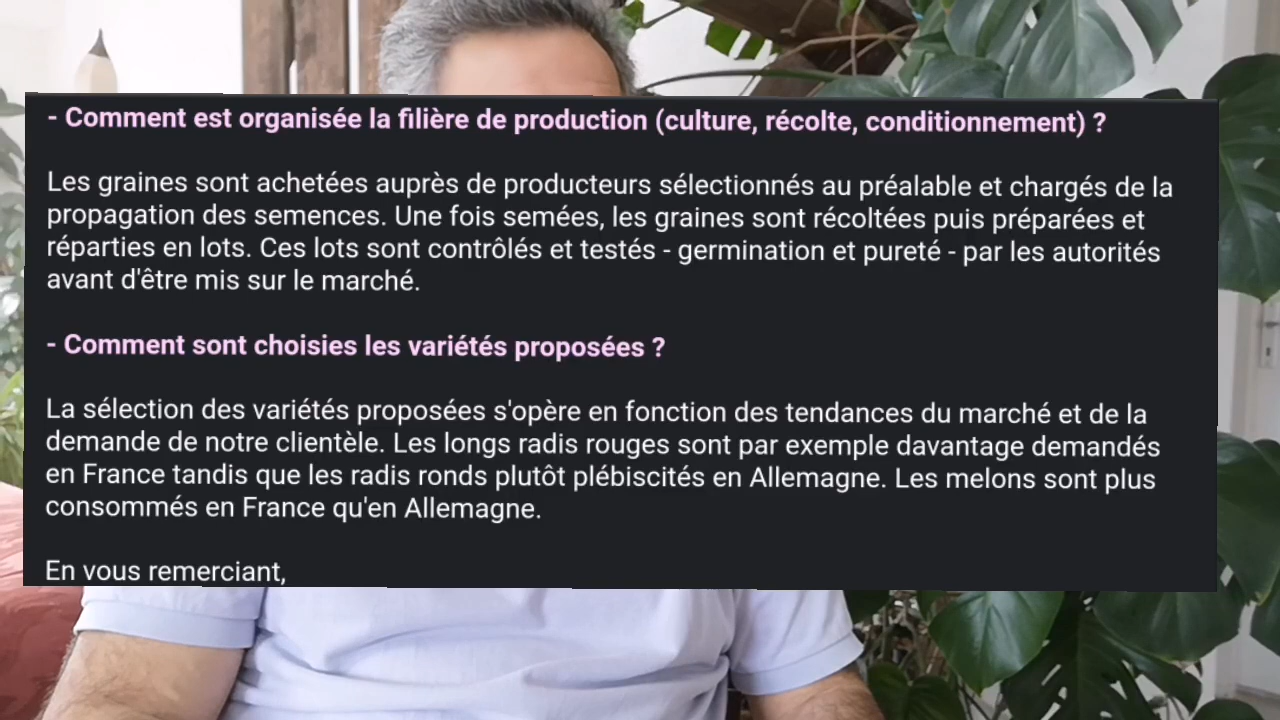 - Comment est organisée la filière de production (culture, récolte, conditionnement) ?
Les graines sont achetées auprès de producteurs sélectionnés au préalable et chargés de la
propagation des semences. Une fois semées, les graines sont récoltées puis préparées et
réparties en lots. Ces lots sont contrôlés et testés - germination et pureté - par les autorités
avant d'être mis sur le marché.
- Comment sont choisies les variétés proposées ?
La sélection des variétés proposées s'opère en fonction des tendances du marché et de la
demande de notre clientèle. Les longs radis rouges sont par exemple davantage demandés
en France tandis que les radis ronds plutôt plébiscités en Allemagne. Les melons sont plus
consommés en France qu'en Allemagne.
En vous remerciant,